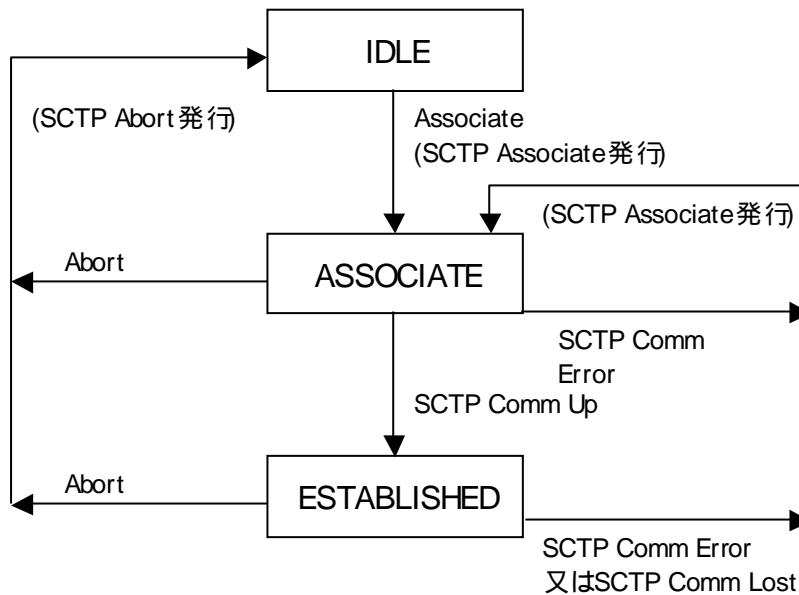 IDLE
(SCTP Abort発行)
Associate
(SCTP Associate発行)
(SCTP Associate発行)
Abort
ASSOCIATE
SCTP Comm
Error
SCTP Comm Up
Abort
ESTABLISHED
SCTP Comm Error
又はSCTP Comm Lost